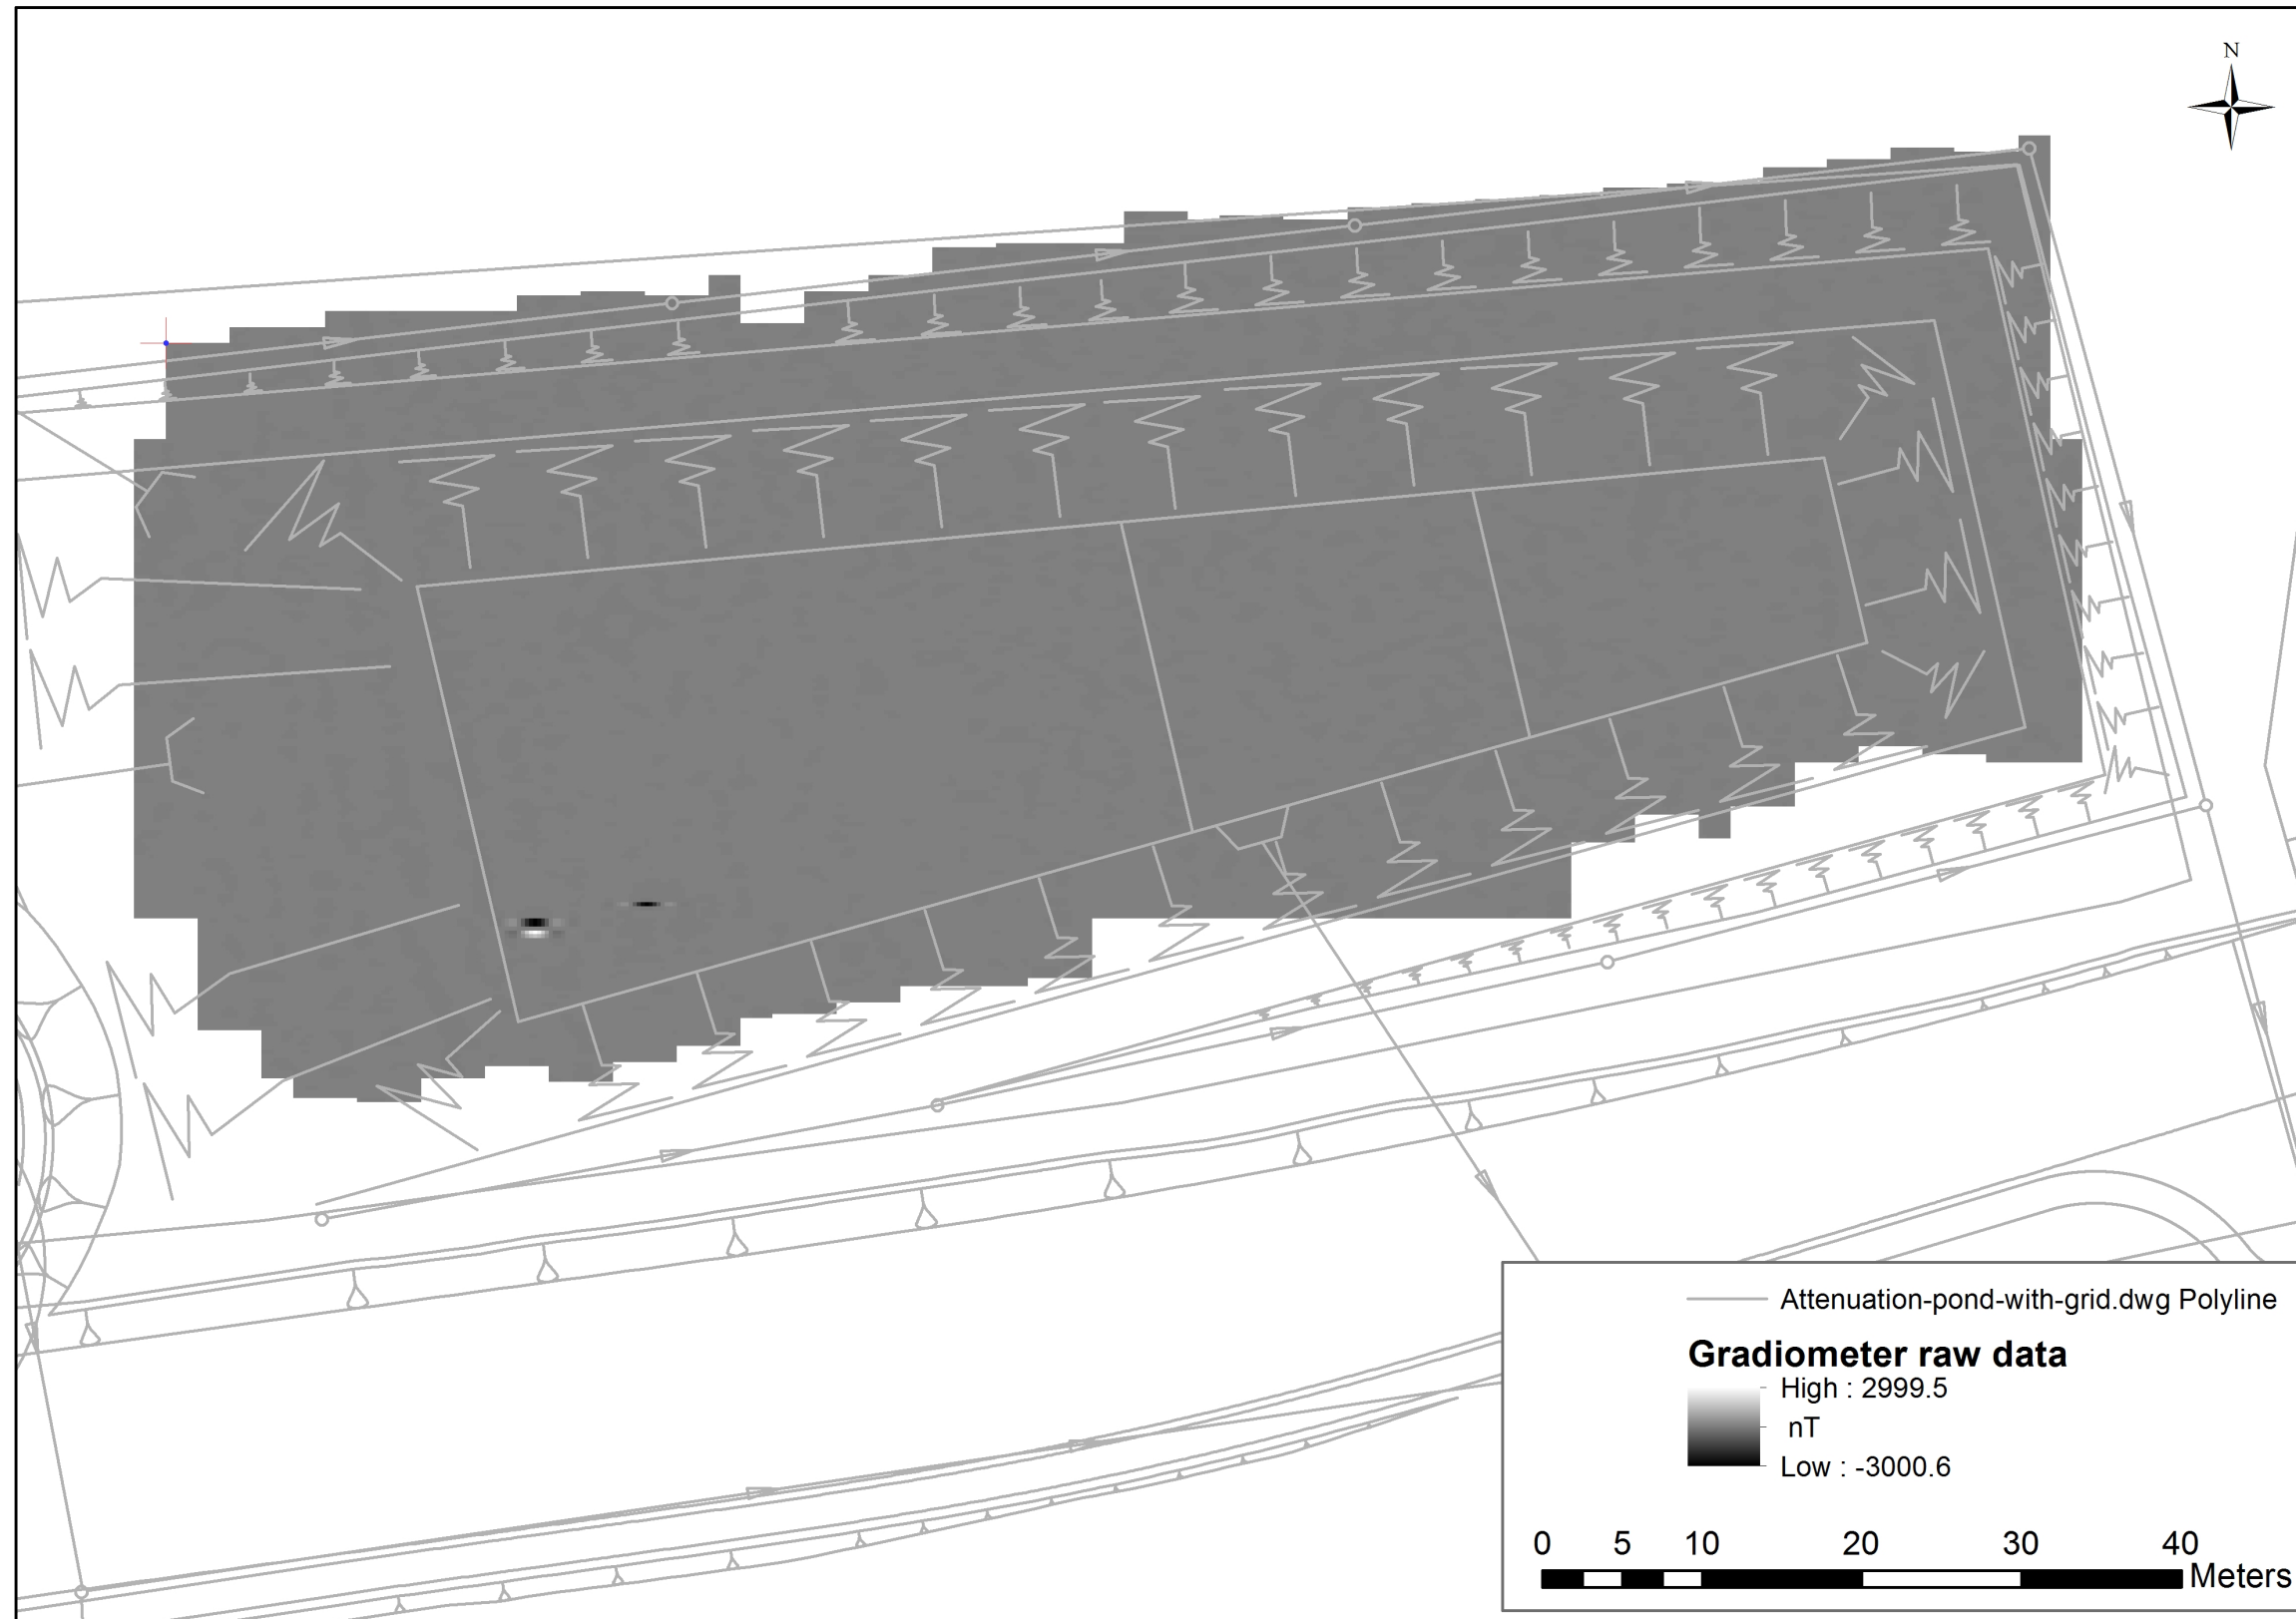 N
Attenuation-pond-with-grid.dwg Polyline
Gradiometer raw data
High : 2999.5
nT
Low : -3000.6
0 5 10 20 30 40
Meters